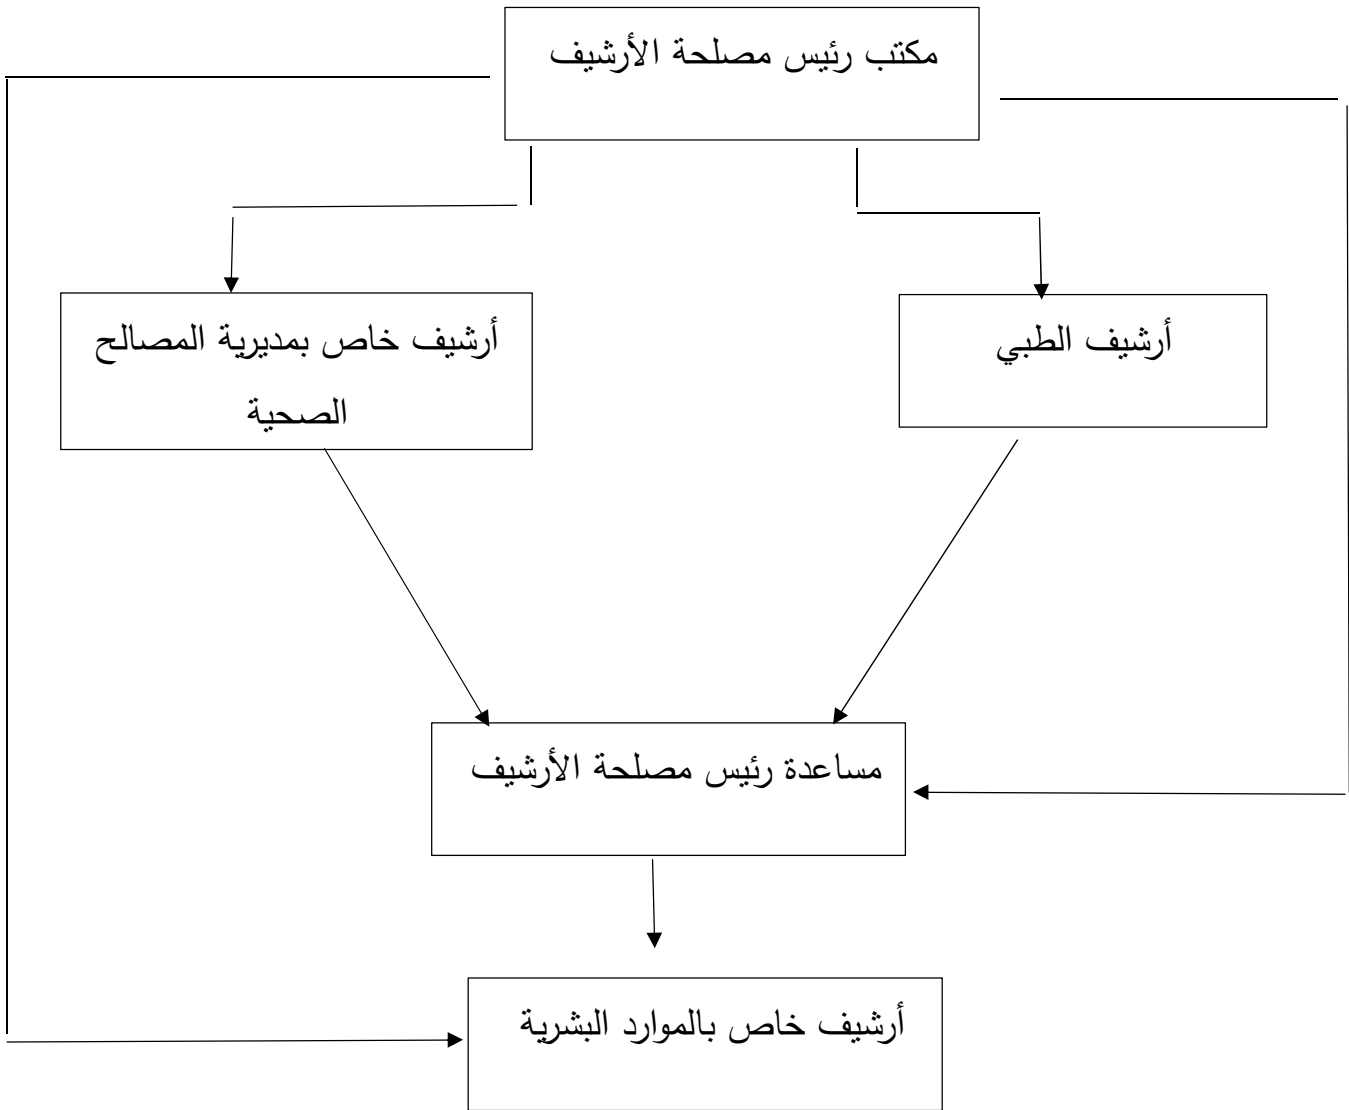 مكتب رئيس مصلحة الأرشيف
أرشيف الطبي
أرشيف خاص بمديرية المصالح
الصحية
مساعدة رئيس مصلحة الأرشيف
أرشيف خاص بالموارد البشرية